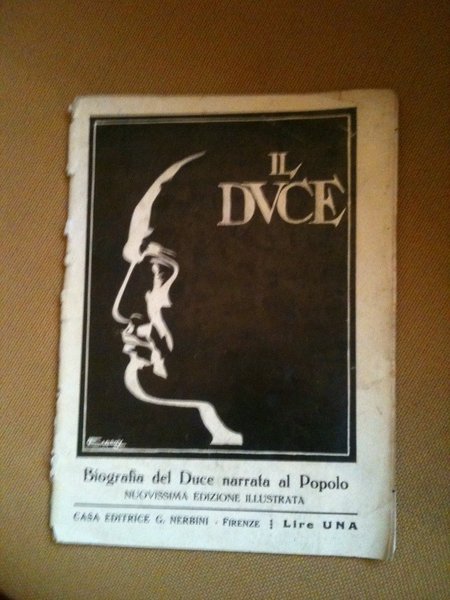 IL
DVCE
Biografia del Duce narrata al Popolo
NUOVISSIMA EDIZIONE ILLUSTRATA
CASA EDITRICE G. NERBINI - FIRENZE | Lire UNA